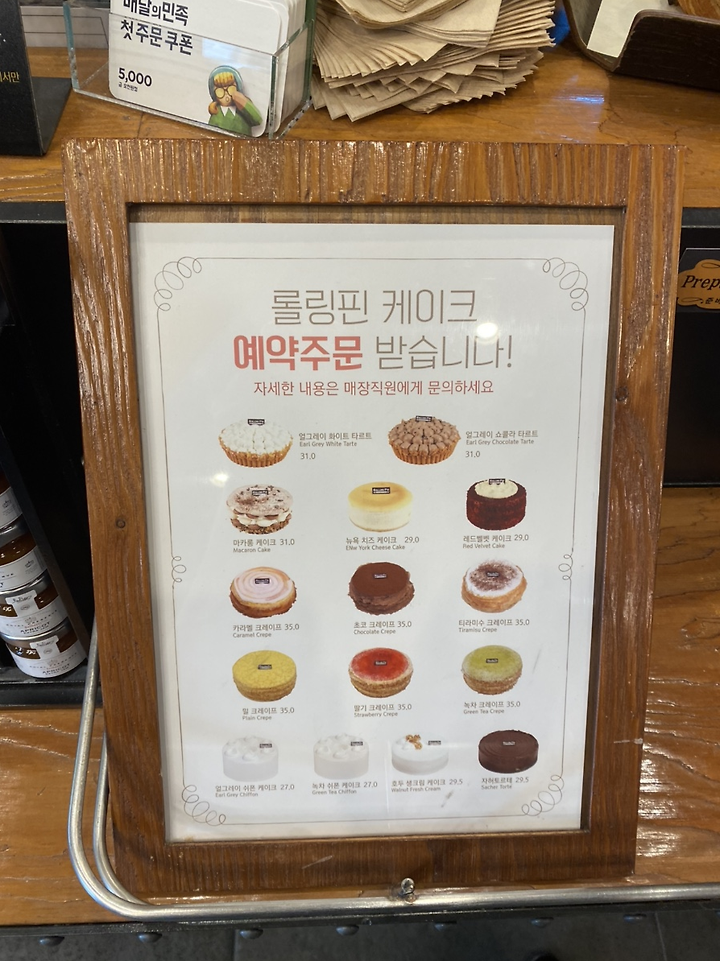 배달의민족
첫 주문 쿠폰
5,000
롤링핀 케이크
예약주문 받습니다!
자세한 내용은 매장직원에게 문의하세요
얼그레이 화이트 타르트
Earl Grey White Tarte
31.0
얼그레이 쇼콜라 타르트
Earl Grey Chocolate Tarte
31.0
마카롱 케이크 31.0
Macaron Cake
뉴욕 치즈 케이크 29.0
ENew York Cheese Cake
레드벨벳 케이크 29.0
Red Velvet Cake
카라멜 크레이프 35.0
Caramel Crepe
초코 크레이프 35.0
Chocolate Crepe
티라미수 크레이프 35.0
Tiramisu Crepe
밀 크레이프 35.0
Plain Crepe
딸기 크레이프 35.0
Strawberry Crepe
녹차 크레이프 35.0
Green Tea Crepe
얼그레이 쉬폰 케이크 27.0
Earl Grey Chiffon
녹차 쉬폰 케이크 27.0
Green Tea Chiffon
호두 생크림 케이크 29.5
Walnut Fresh Cream
자허토르테 29.5
Sacher Torte
Prep
APRICOT